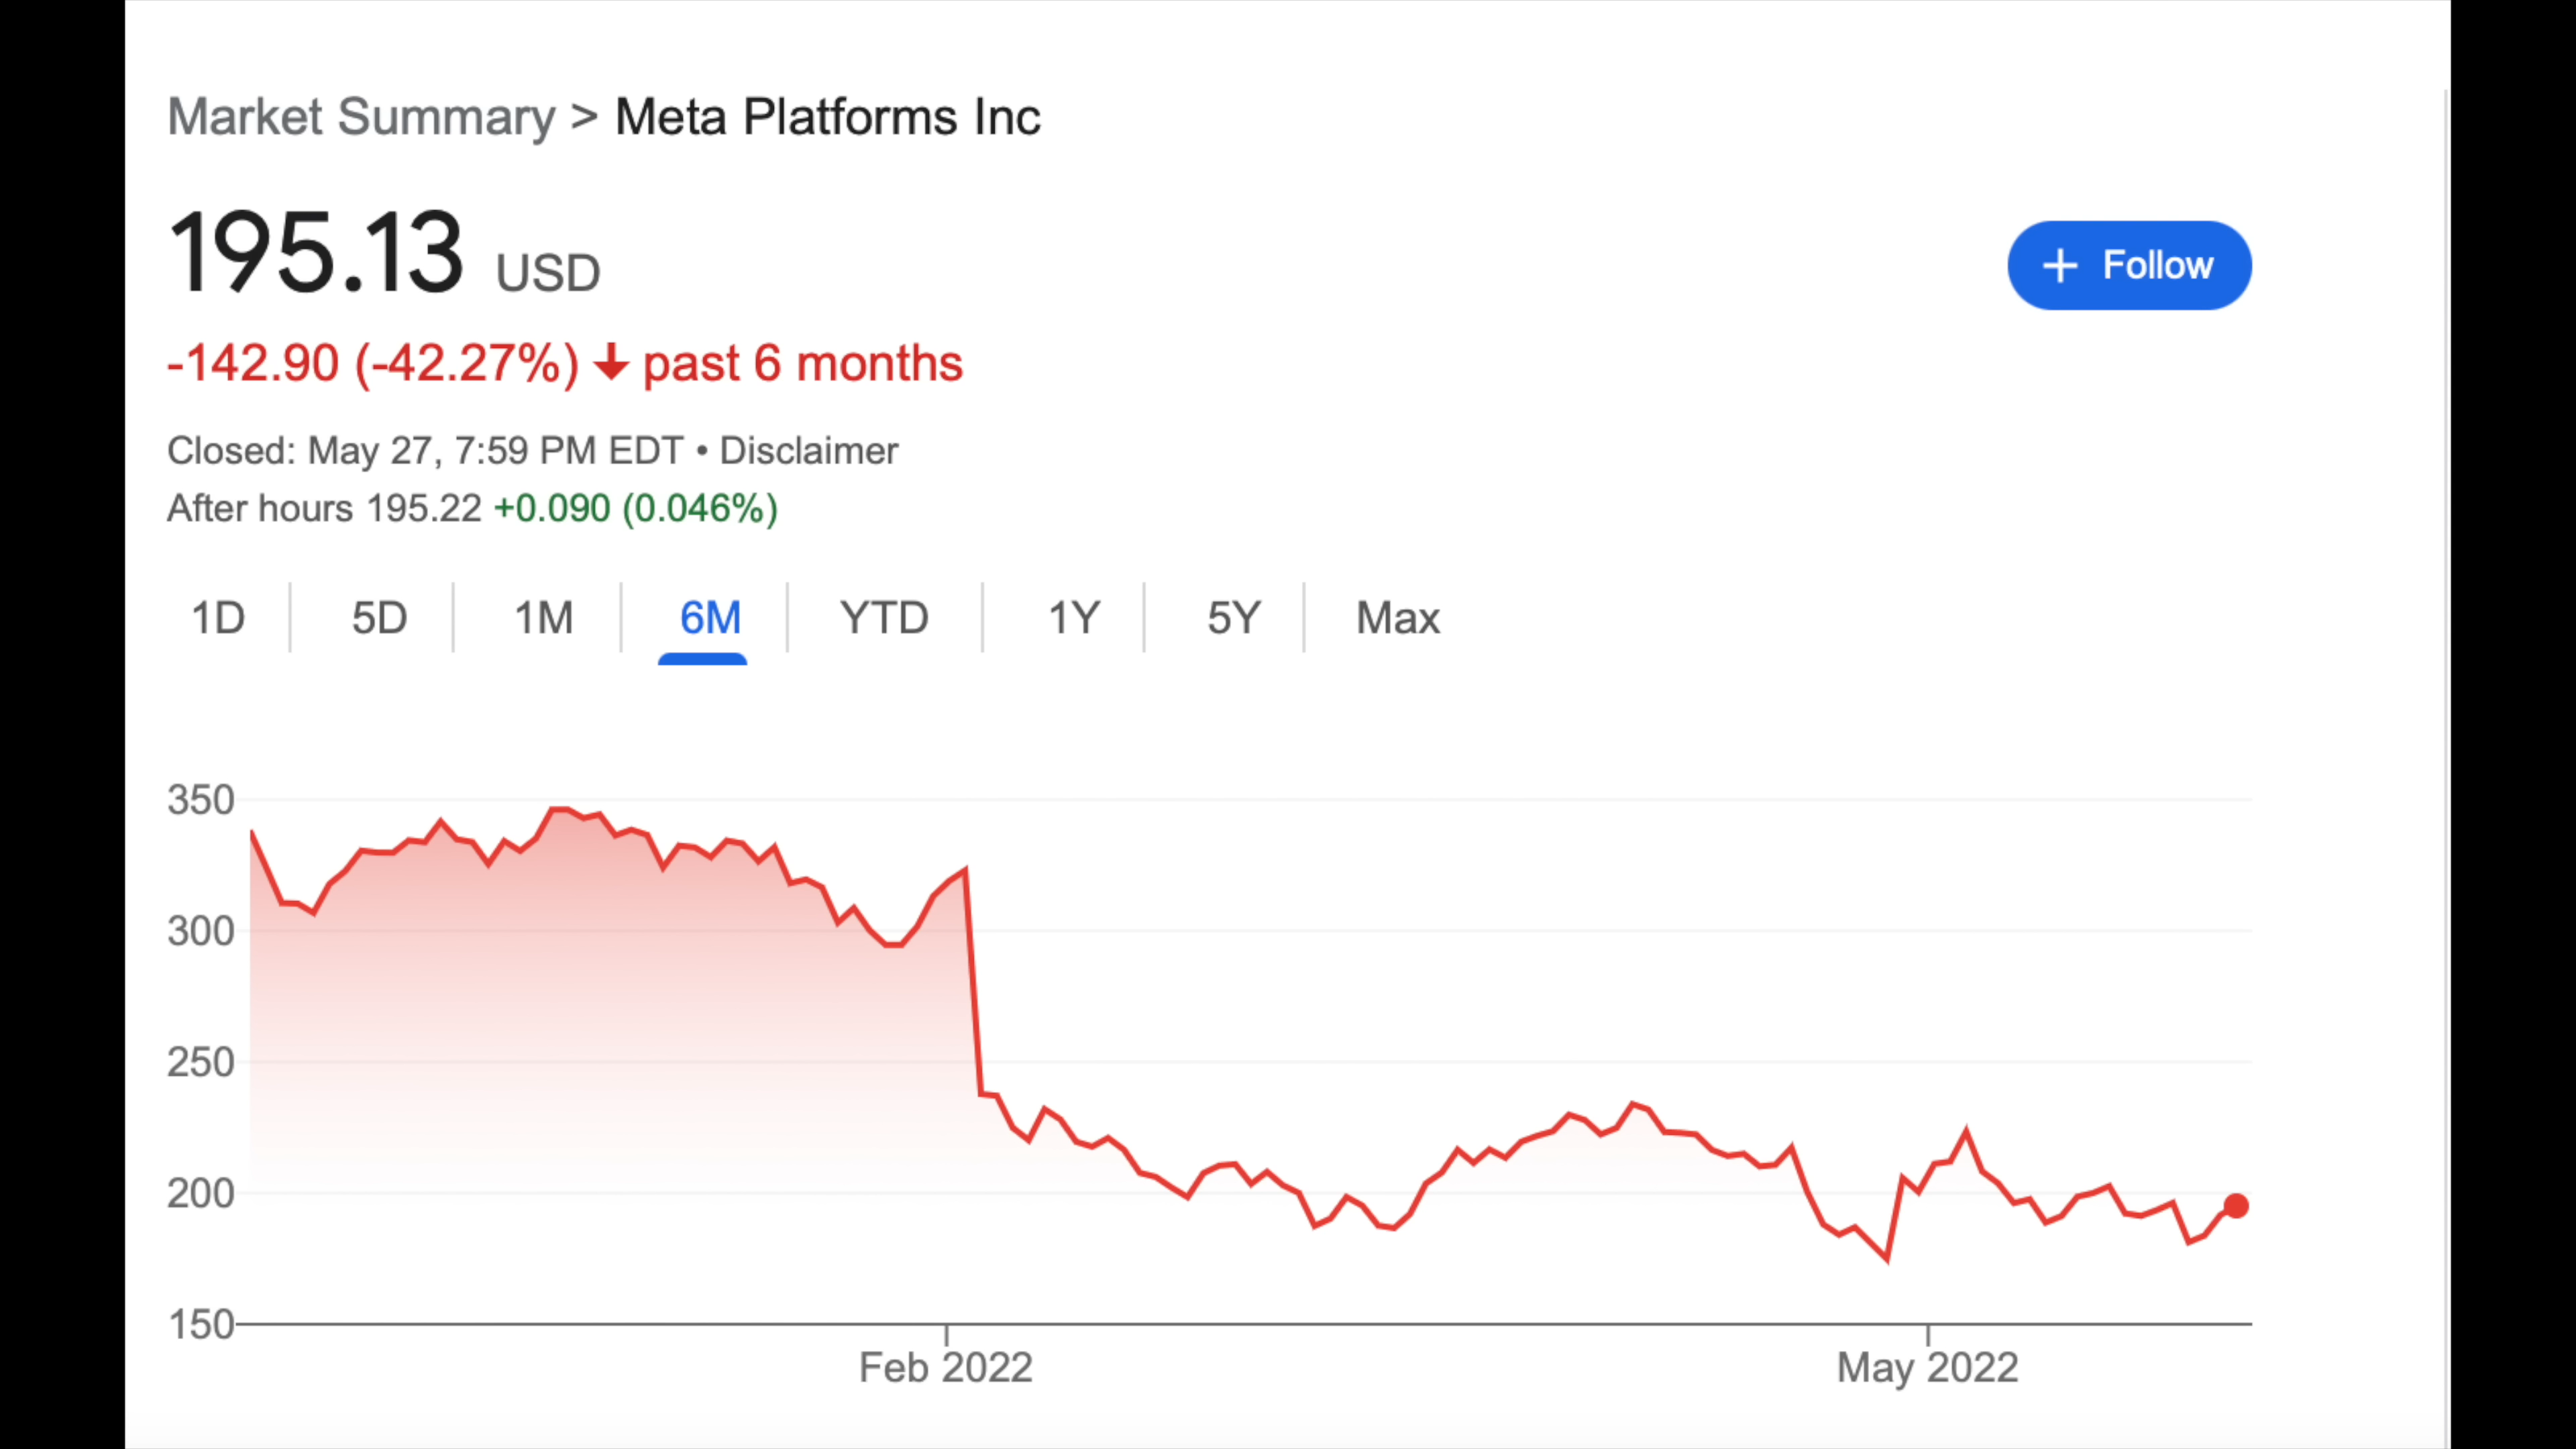 Market Summary > Meta Platforms Inc
195.13 USD
+ Follow
-142.90 (-42.27%) ↓ past 6 months
Closed: May 27, 7:59 PM EDT • Disclaimer
After hours 195.22 +0.090 (0.046%)
1D 5D 1M 6M YTD 1Y 5Y Max
350
300
250
200
150
Feb 2022 May 2022